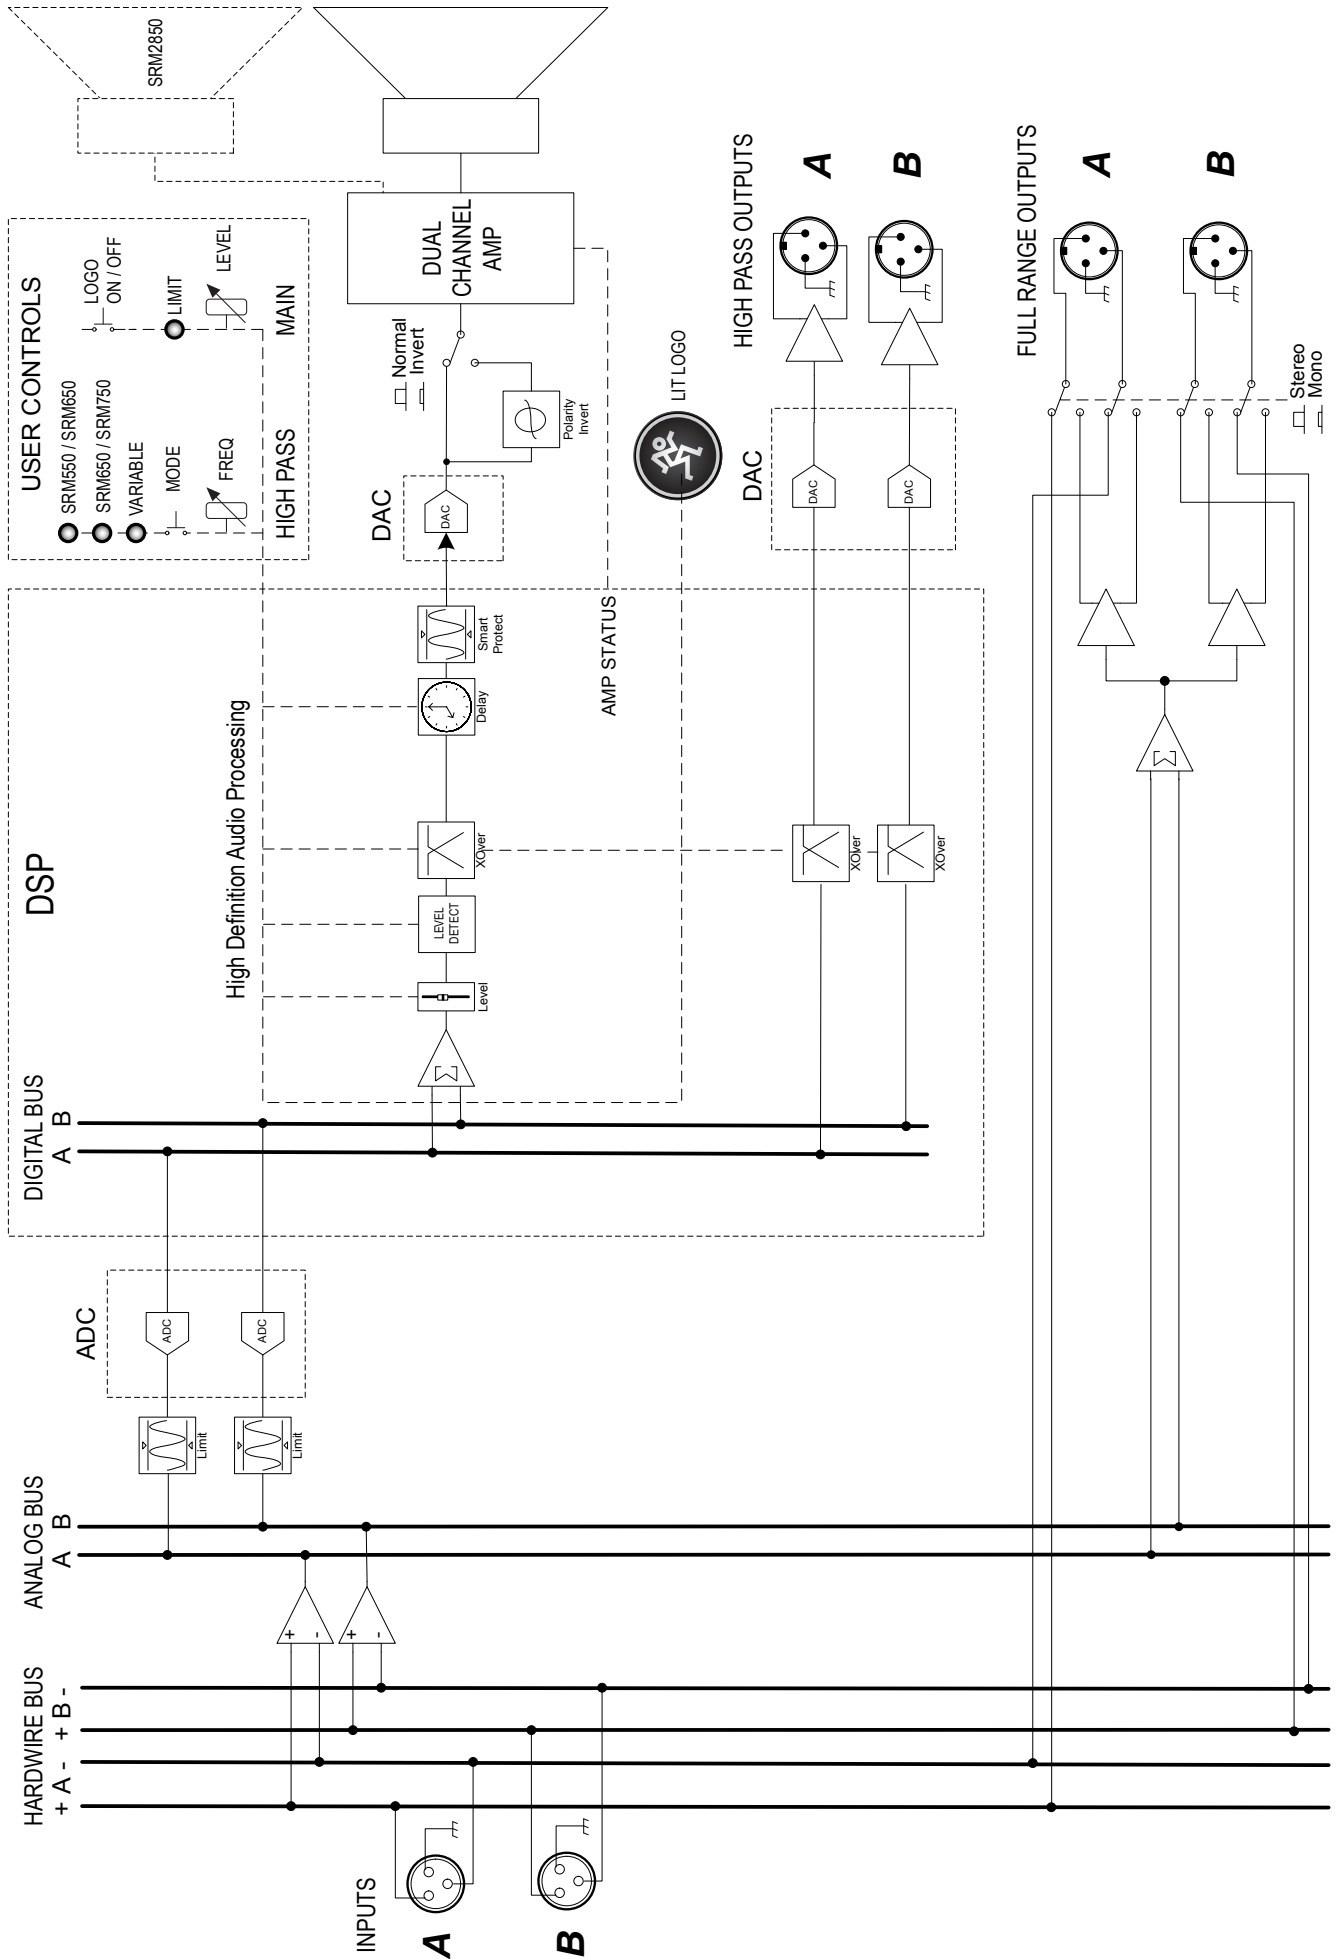 INPUTS
A
B
HARDWIRE BUS
+ A -
+ B -
ANALOG BUS
A
B
+
-
+
-
Limit
Limit
ADC
ADC
ADC
DSP
DIGITAL BUS
A
B
High Definition Audio Processing
Σ
Level
LEVEL
DETECT
XOver
Delay
Smart
Protect
XOver
XOver
AMP STATUS
USER CONTROLS
SRM550 / SRM650
SRM650 / SRM750
VARIABLE
MODE
FREQ
HIGH PASS
LOGO
ON / OFF
LIMIT
LEVEL
MAIN
DAC
DAC
Normal
Invert
Polarity
Invert
DUAL
CHANNEL
AMP
SRM2850
LIT LOGO
DAC
DAC
DAC
HIGH PASS OUTPUTS
A
B
Σ
Stereo
Mono
FULL RANGE OUTPUTS
A
B